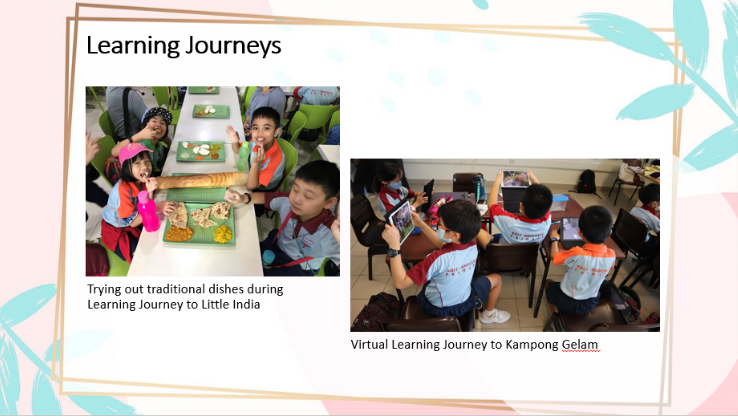 Learning Journeys
Trying out traditional dishes during
Learning Journey to Little India
Virtual Learning Journey to Kampong Gelam